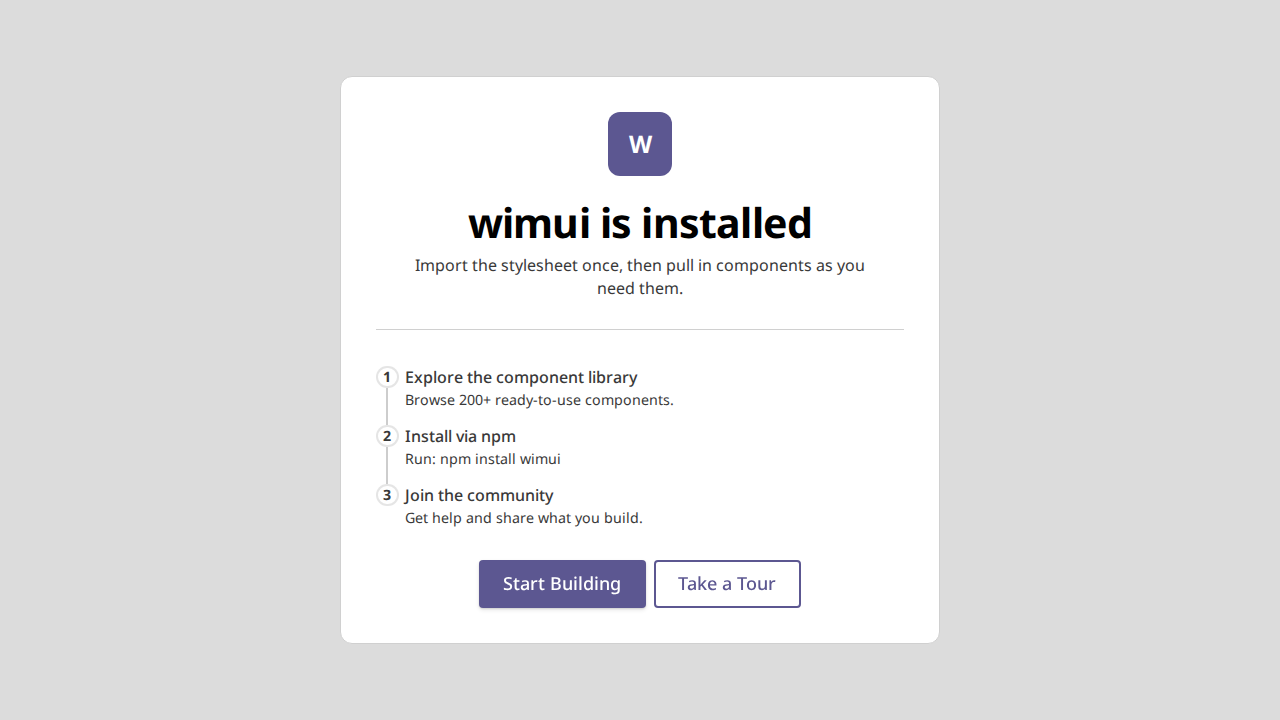 W
wimui is installed
Import the stylesheet once, then pull in components as you
need them.
1 Explore the component library
Browse 200+ ready-to-use components.
2 Install via npm
Run: npm install wimui
3 Join the community
Get help and share what you build.
Start Building Take a Tour